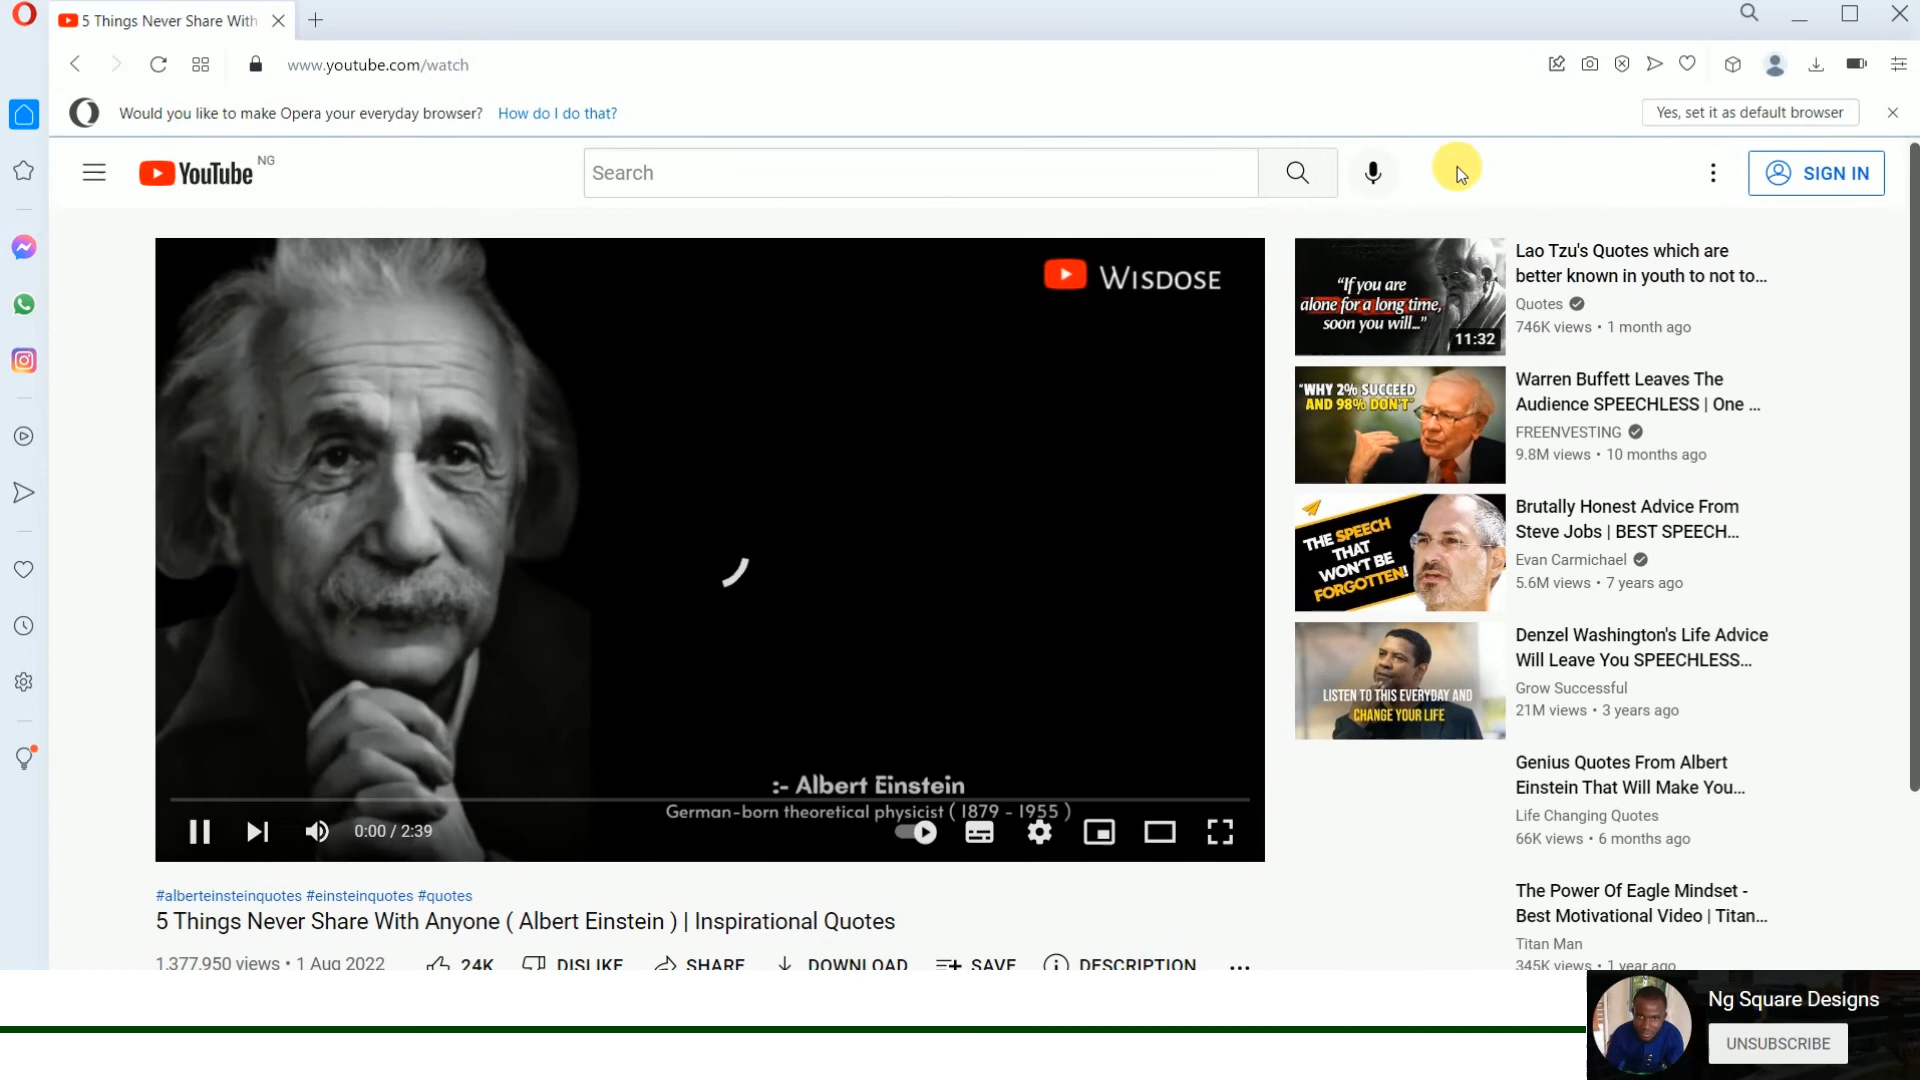 5 Things Never Share With
www.youtube.com/watch
Would you like to make Opera your everyday browser? How do I do that?
Yes, set it as default browser
YouTube NG
Search
SIGN IN
WISDOSE
:- Albert Einstein
German-born theoretical physicist ( 1879 - 1955 )
0:00 / 2:39
#alberteinsteinquotes #einsteinquotes #quotes
5 Things Never Share With Anyone ( Albert Einstein ) | Inspirational Quotes
1,377,950 views • 1 Aug 2022 24K DISLIKE SHARE DOWNLOAD SAVE DESCRIPTION ...
"If you are
alone for a long time,
soon you will..."
11:32
Lao Tzu's Quotes which are
better known in youth to not to...
Quotes
746K views • 1 month ago
"WHY 2% SUCCEED
AND 98% DON'T"
Warren Buffett Leaves The
Audience SPEECHLESS | One ...
FREENVESTING
9.8M views • 10 months ago
THE SPEECH
THAT
WON'T BE
FORGOTTEN!
Brutally Honest Advice From
Steve Jobs | BEST SPEECH...
Evan Carmichael
5.6M views • 7 years ago
LISTEN TO THIS EVERYDAY AND
CHANGE YOUR LIFE
Denzel Washington's Life Advice
Will Leave You SPEECHLESS...
Grow Successful
21M views • 3 years ago
Genius Quotes From Albert
Einstein That Will Make You...
Life Changing Quotes
66K views • 6 months ago
The Power Of Eagle Mindset -
Best Motivational Video | Titan...
Titan Man
345K views • 1 year ago
Ng Square Designs
UNSUBSCRIBE